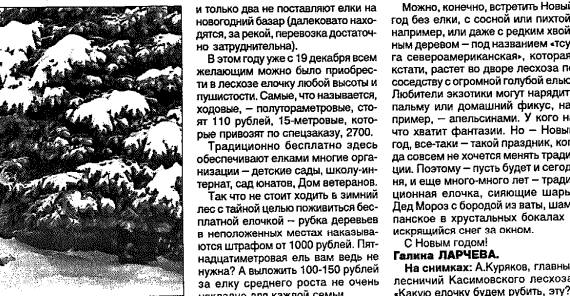 и только два не поставляют елки на
новогодний базар (далековато нахо-
дятся, за рекой, перевозка достаточ-
но затруднительна).
В этом году уже с 19 декабря всем
желающим можно было приобрес-
ти в лесхозе елочку любой высоты и
пушистости. Самые, что называется,
ходовые, – полутораметровые, сто-
ят 110 рублей, 15-метровые, кото-
рые привозят по спецзаказу, 2700.
Традиционно бесплатно здесь
обеспечивают елками многие орга-
низации – детские сады, школу-ин-
тернат, сад юнатов, Дом ветеранов.
Так что не стоит ходить в зимний
лес с тайной целью поживиться бес-
платной елочкой – рубка деревьев
в неположенных местах наказыва-
ются штрафом от 1000 рублей. Пят-
надцатиметровая ель вам ведь не
нужна? А выложить 100-150 рублей
за елку среднего роста не очень
Можно, конечно, встретить Новый
год без елки, с сосной или пихтой,
например, или даже с редким хвой
ным деревом – под названием «тсу
га североамериканская», которая,
кстати, растет во дворе лесхоза по
соседству с огромной голубой елью
Любители экзотики могут нарядить
пальму или домашний фикус, на
пример, – апельсинами. У кого на
что хватит фантазии. Но – Новый
год, все-таки – такой праздник, ког
да совсем не хочется менять тради
ции. Поэтому – пусть будет и сегод
ня, и еще много-много лет – тради
ционная елочка, сияющие шары
Дед Мороз с бородой из ваты, шам
панское в хрустальных бокалах
искрящийся снег за окном.
С Новым годом!
Галина ЛАРЧЕВА.
На снимках: А.Куряков, главны
лесничий Касимовского лесхоза
«Какую елочку будем рубить, эту?